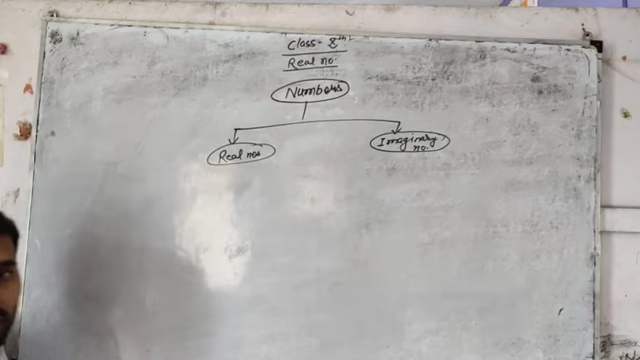 Class- 8th
Real no.
Numbers
Real nos
Imaginary
no.